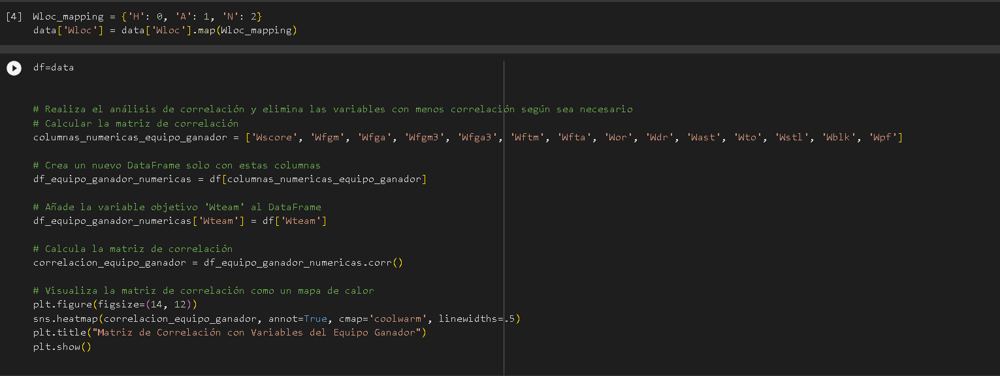 [4] Wloc_mapping = {'H': 0, 'A': 1, 'N': 2}
data['Wloc'] = data['Wloc'].map(Wloc_mapping)
df=data
# Realiza el análisis de correlación y elimina las variables con menos correlación según sea necesario
# Calcular la matriz de correlación
columnas_numericas_equipo_ganador = ['Wscore', 'Wfgm', 'Wfga', 'Wfgm3', 'Wfga3', 'Wftm', 'Wfta', 'Wor', 'Wdr', 'Wast', 'Wto', 'Wstl', 'Wblk', 'Wpf']
# Crea un nuevo DataFrame solo con estas columnas
df_equipo_ganador_numericas = df[columnas_numericas_equipo_ganador]
# Añade la variable objetivo 'Wteam' al DataFrame
df_equipo_ganador_numericas['Wteam'] = df['Wteam']
# Calcula la matriz de correlación
correlacion_equipo_ganador = df_equipo_ganador_numericas.corr()
# Visualiza la matriz de correlación como un mapa de calor
plt.figure(figsize=(14, 12))
sns.heatmap(correlacion_equipo_ganador, annot=True, cmap='coolwarm', linewidths=.5)
plt.title("Matriz de Correlación con Variables del Equipo Ganador")
plt.show()